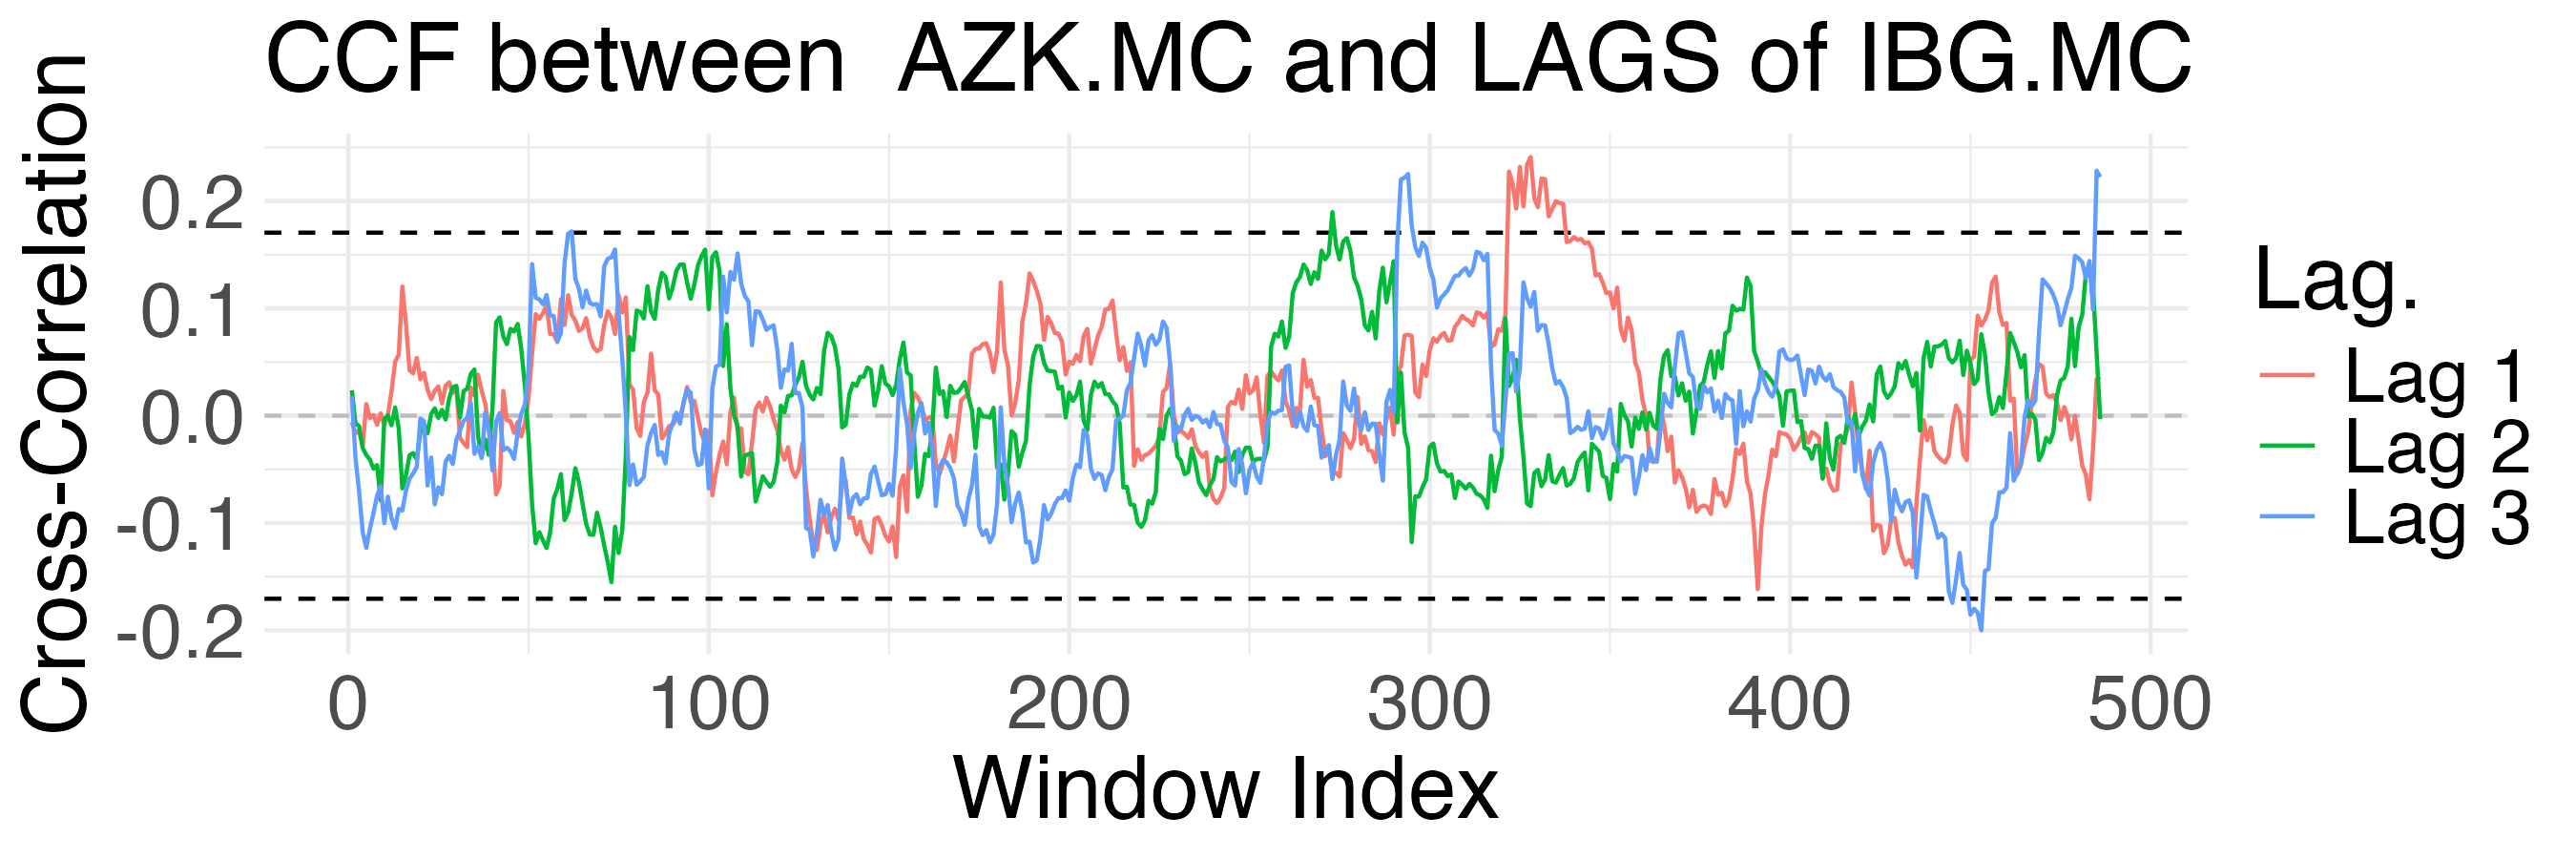 CCF between  AZK.MC and LAGS of IBG.MC
Cross-Correlation
0.2
0.1
0.0
-0.1
-0.2
0 100 200 300 400 500
Window Index
Lag.
Lag 1
Lag 2
Lag 3